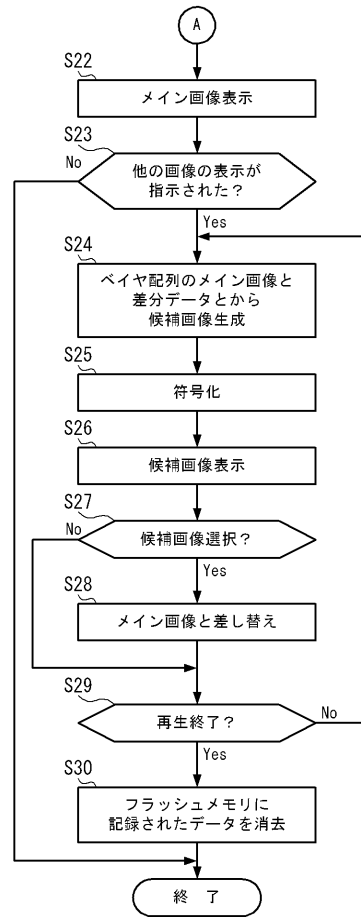 A
S22
メイン画像表示
S23
No
他の画像の表示が
指示された？
Yes
S24
ベイヤ配列のメイン画像と
差分データとから
候補画像生成
S25
符号化
S26
候補画像表示
S27
No
候補画像選択？
Yes
S28
メイン画像と差し替え
S29
再生終了？
No
Yes
S30
フラッシュメモリに
記録されたデータを消去
終 了